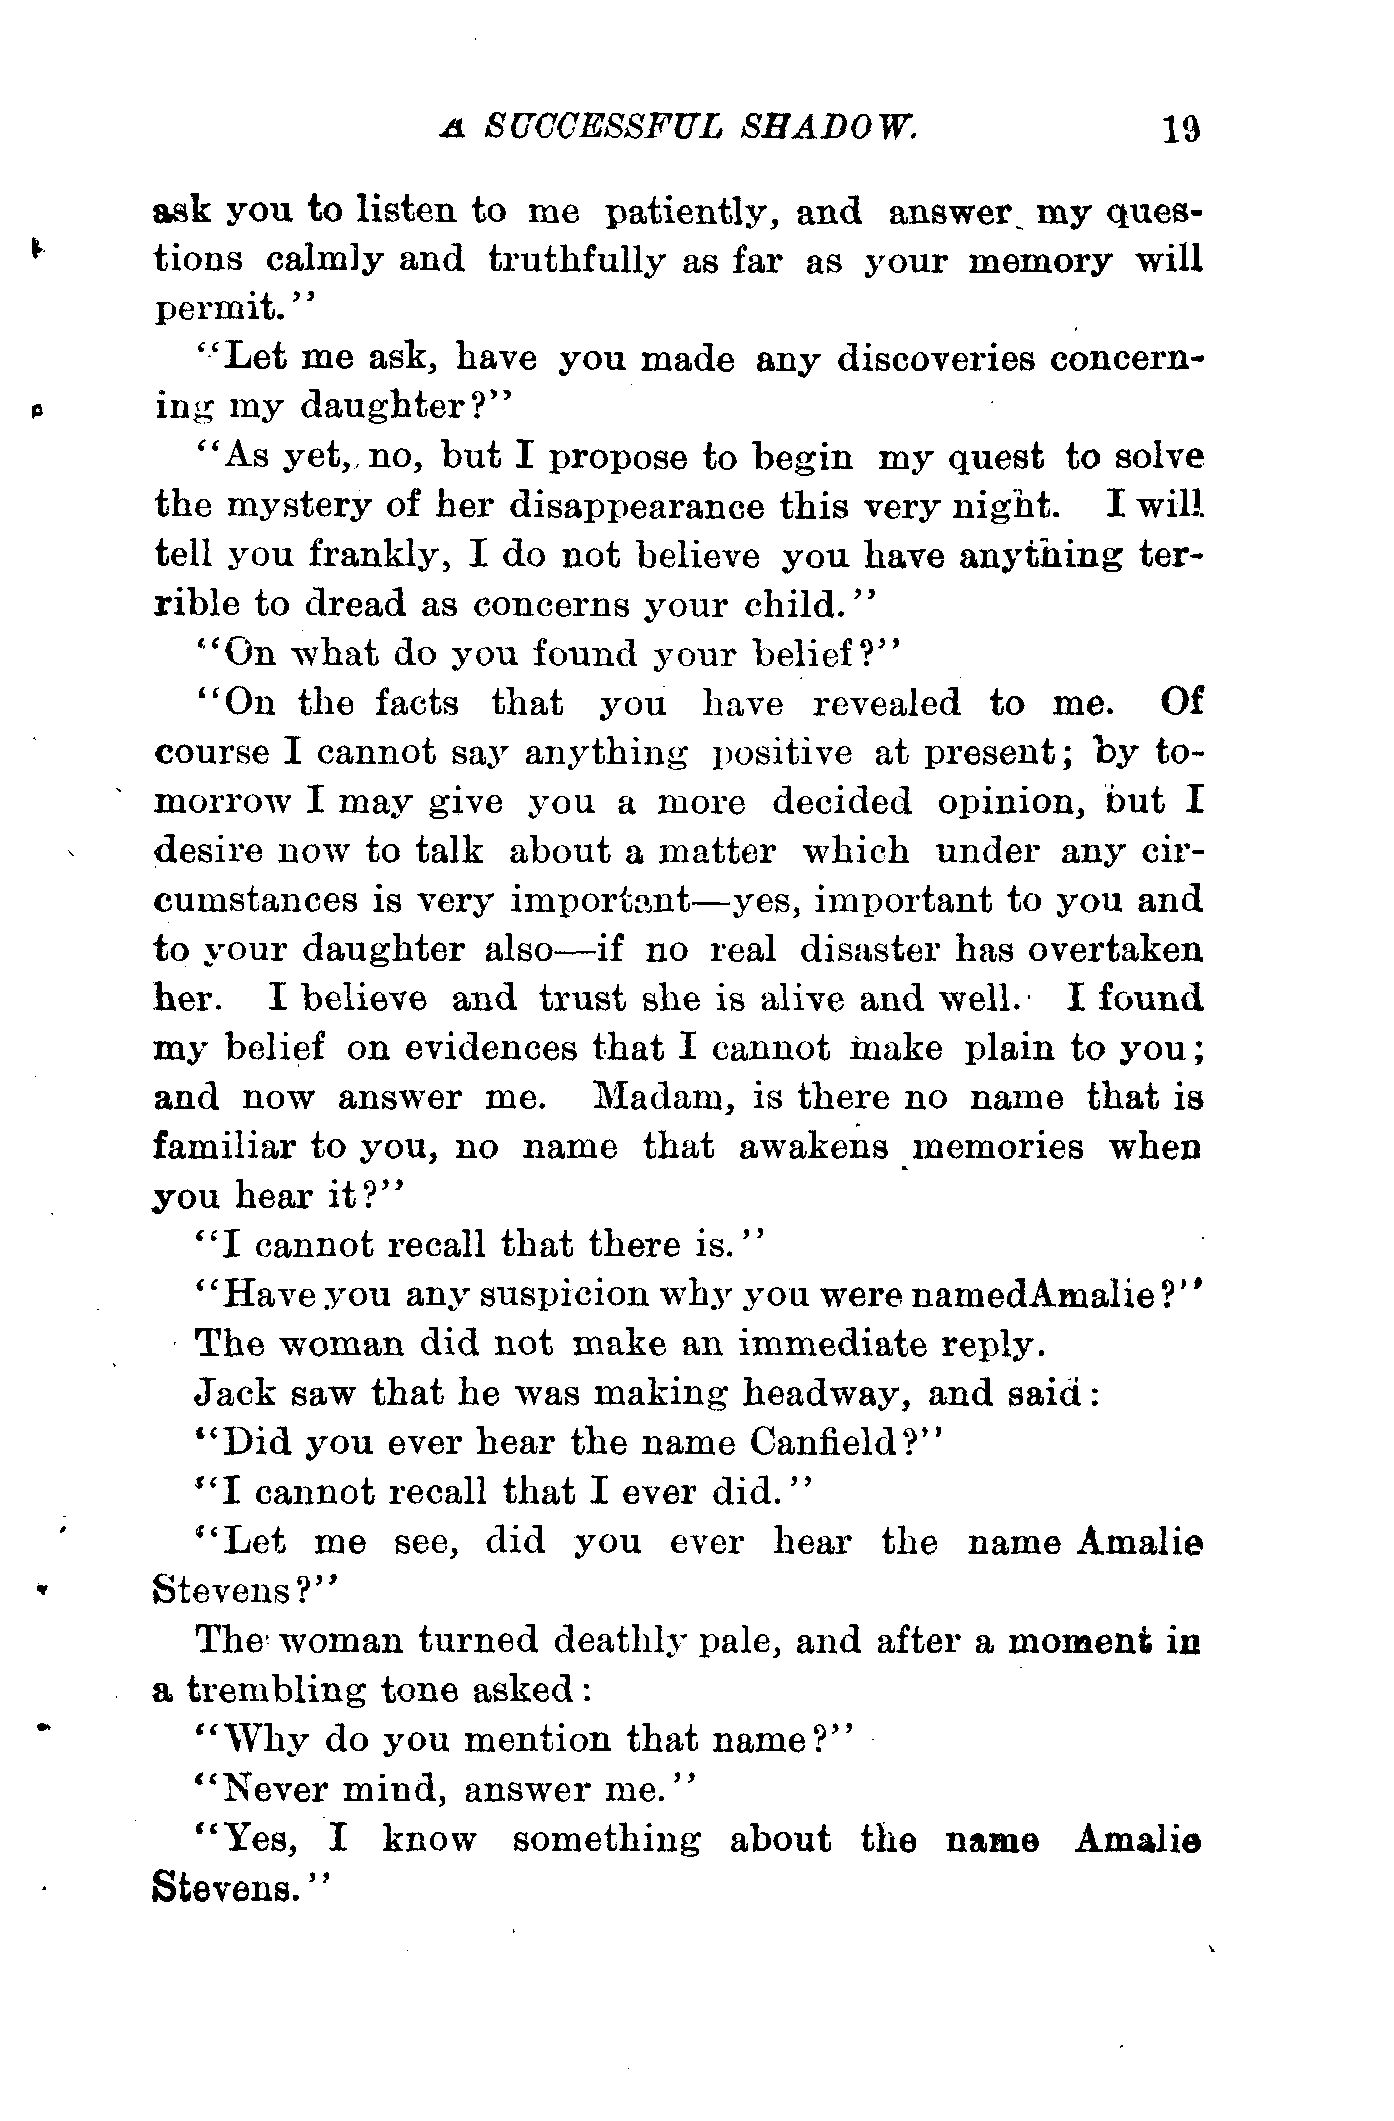 A SUCCESSFUL SHADOW. 19
ask you to listen to me patiently, and answer my ques-
tions calmly and truthfully as far as your memory will
permit."
"Let me ask, have you made any discoveries concern-
ing my daughter?"
"As yet, no, but I propose to begin my quest to solve
the mystery of her disappearance this very night. I will
tell you frankly, I do not believe you have anything ter-
rible to dread as concerns your child."
"On what do you found your belief?"
"On the facts that you have revealed to me. Of
course I cannot say anything positive at present; by to-
morrow I may give you a more decided opinion, but I
desire now to talk about a matter which under any cir-
cumstances is very important—yes, important to you and
to your daughter also—if no real disaster has overtaken
her. I believe and trust she is alive and well. I found
my belief on evidences that I cannot make plain to you;
and now answer me. Madam, is there no name that is
familiar to you, no name that awakens memories when
you hear it?"
"I cannot recall that there is."
"Have you any suspicion why you were namedAmalie?"
The woman did not make an immediate reply.
Jack saw that he was making headway, and said:
"Did you ever hear the name Canfield?"
"I cannot recall that I ever did."
"Let me see, did you ever hear the name Amalie
Stevens?"
The woman turned deathly pale, and after a moment in
a trembling tone asked:
"Why do you mention that name?"
"Never mind, answer me."
"Yes, I know something about the name Amalie
Stevens."